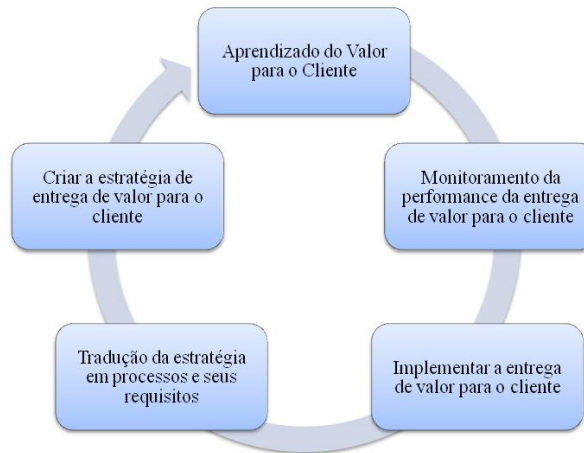 Aprendizado do Valor
para o Cliente
Monitoramento da
performance da entrega
de valor para o cliente
Implementar a entrega
de valor para o cliente
Tradução da estratégia
em processos e seus
requisitos
Criar a estratégia de
entrega de valor para o
cliente